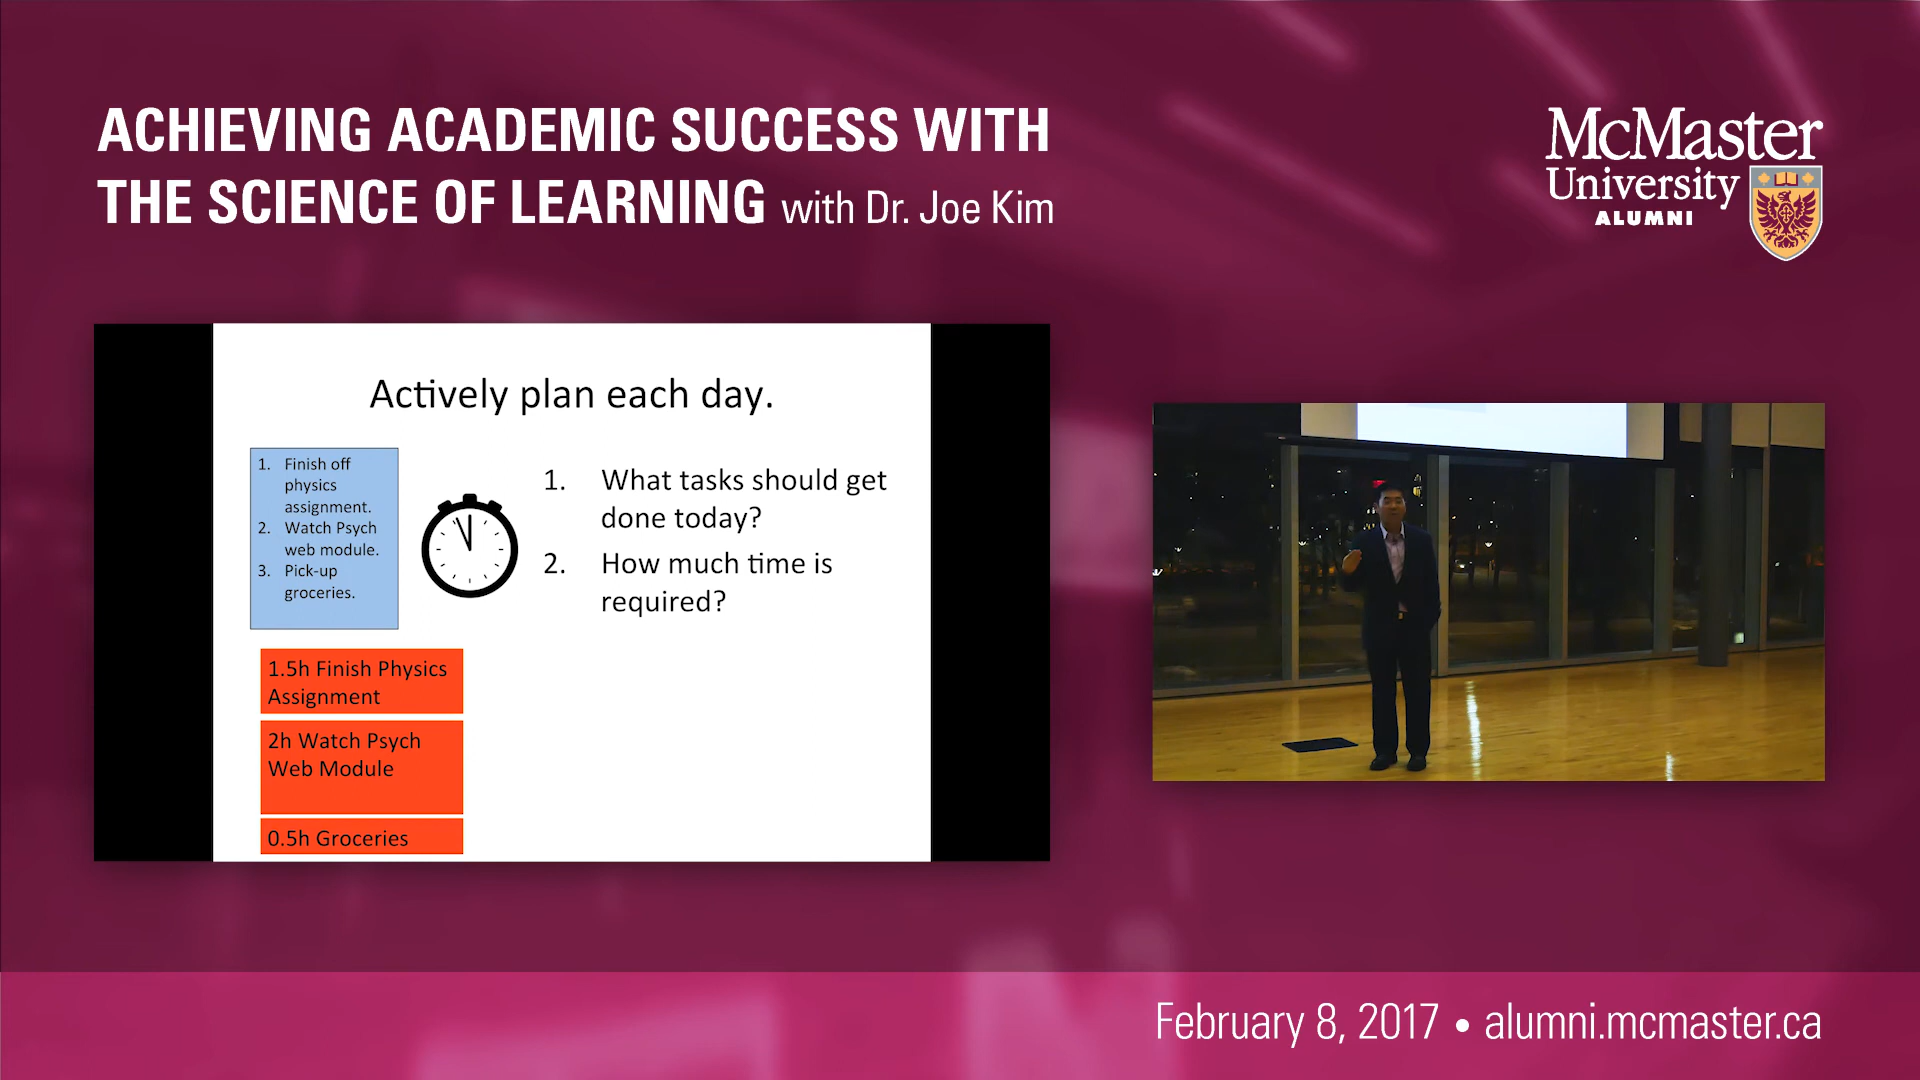 ACHIEVING ACADEMIC SUCCESS WITH
THE SCIENCE OF LEARNING with Dr. Joe Kim
McMaster
University
ALUMNI
Actively plan each day.
1. Finish off
physics
assignment.
2. Watch Psych
web module.
3. Pick-up
groceries.
1. What tasks should get
done today?
2. How much time is
required?
1.5h Finish Physics
Assignment
2h Watch Psych
Web Module
0.5h Groceries
February 8, 2017 • alumni.mcmaster.ca